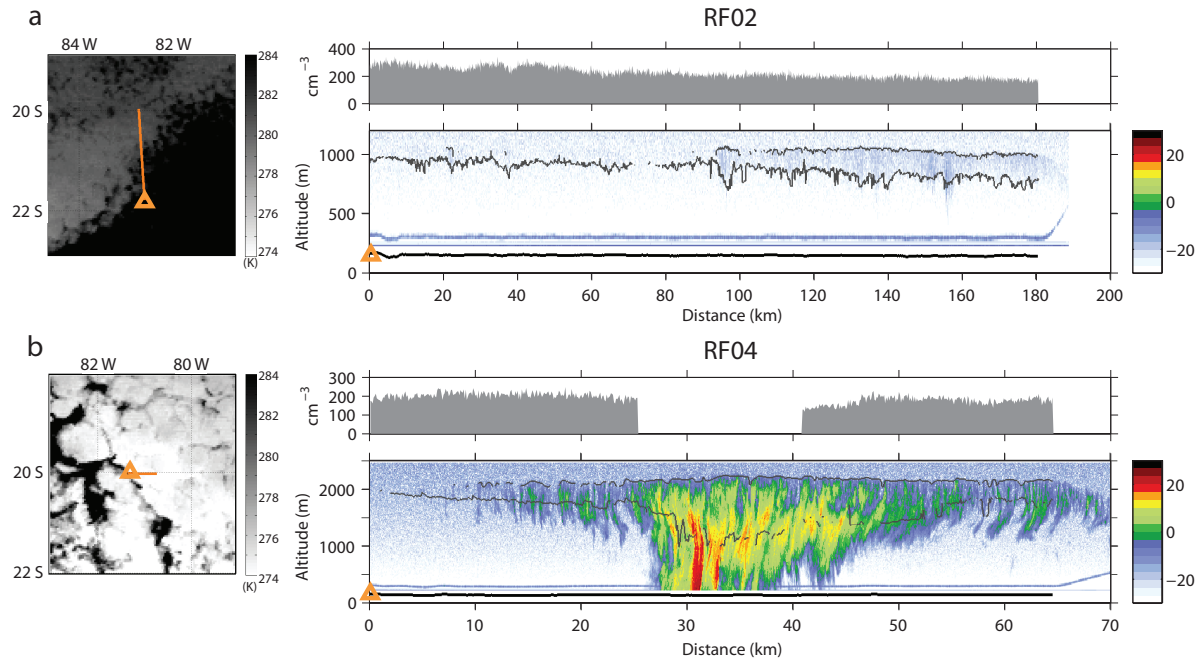 a
RF02
84 W 82 W
20 S
22 S
284
282
280
278
276
274
(K)
400
200
0
cm⁻³
1000
500
0
Altitude (m)
0 20 40 60 80 100 120 140 160 180 200
Distance (km)
20
0
−20
b
RF04
82 W 80 W
20 S
22 S
284
282
280
278
276
274
(K)
300
200
100
0
cm⁻³
2000
1000
0
Altitude (m)
0 10 20 30 40 50 60 70
Distance (km)
20
0
−20